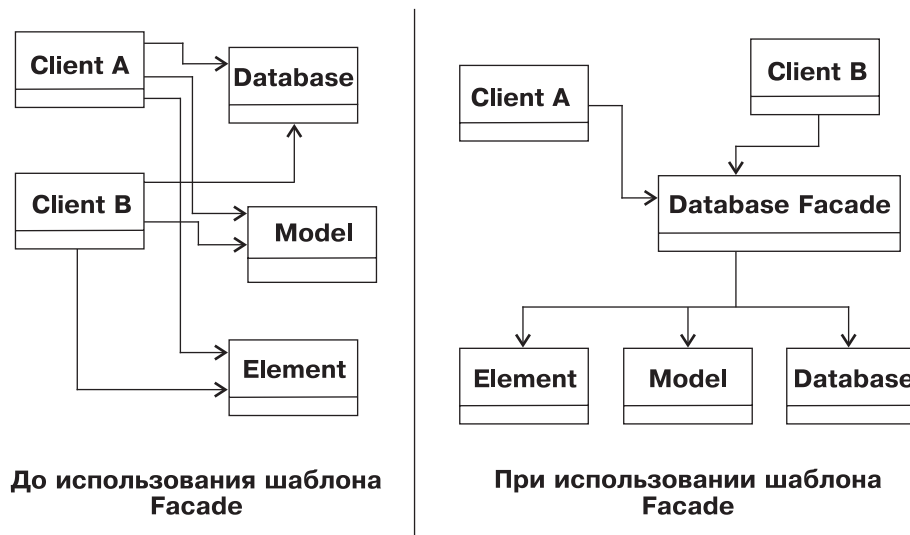 Client A
Database
Client B
Model
Element
До использования шаблона
Facade
Client B
Client A
Database Facade
Element
Model
Database
При использовании шаблона
Facade